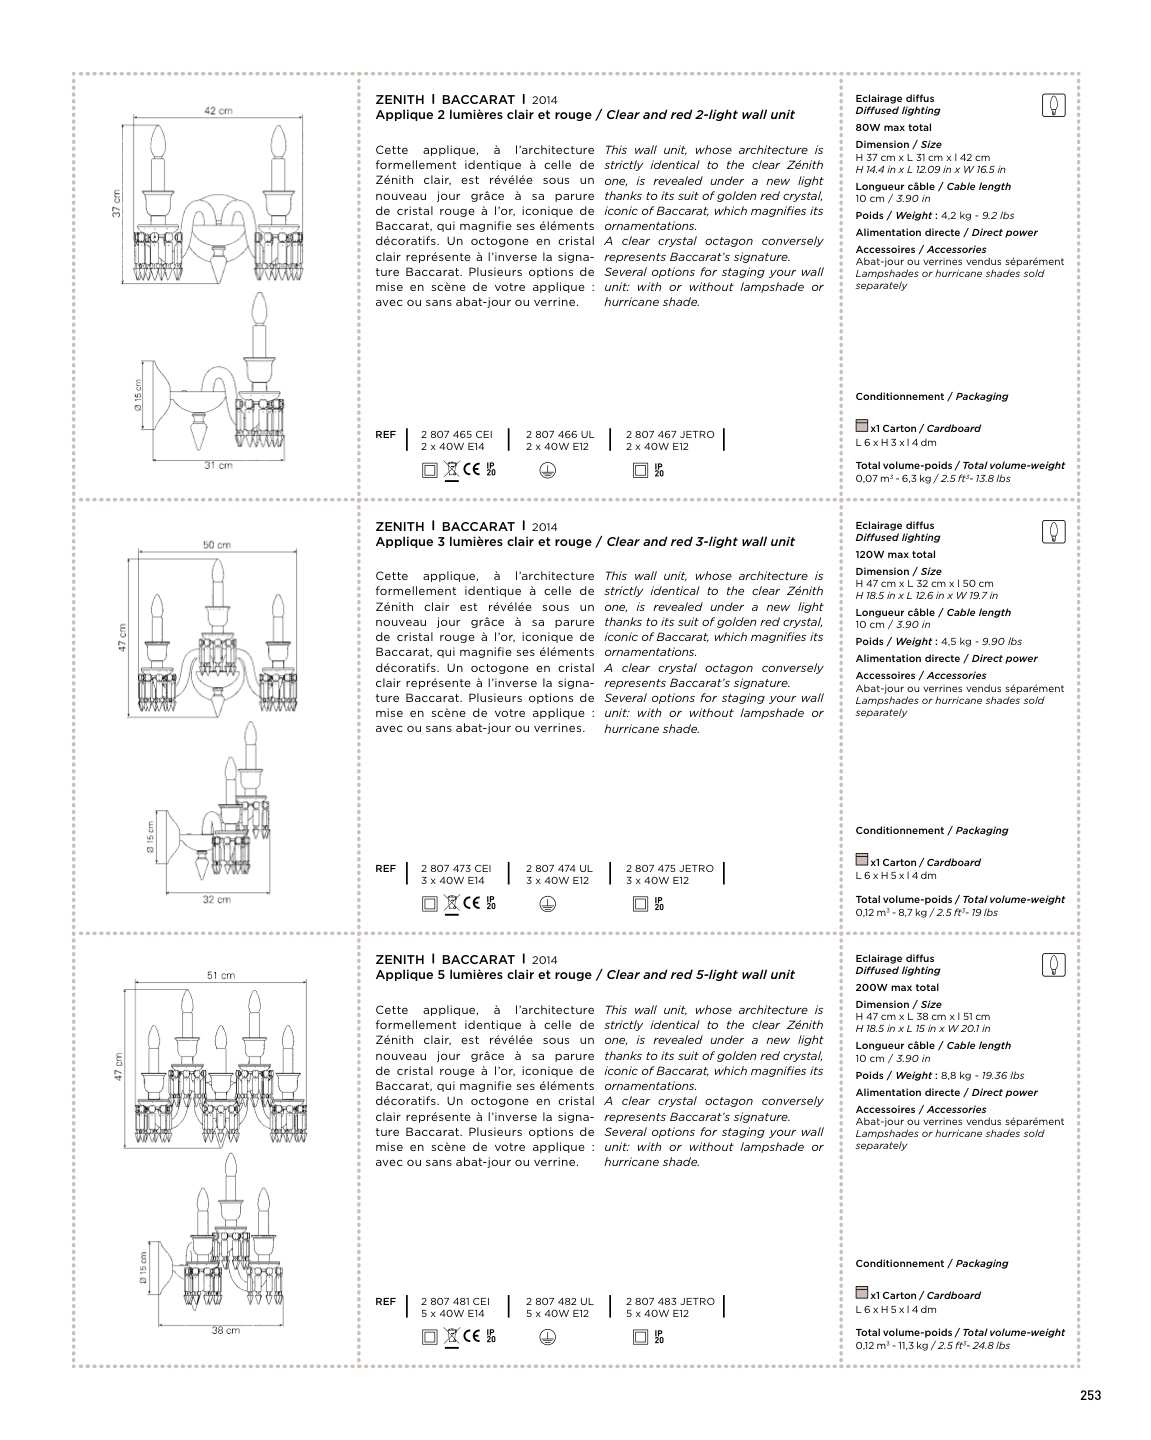 42 cm
37 cm
Ø 15 cm
31 cm
ZENITH I BACCARAT I 2014
Applique 2 lumières clair et rouge / Clear and red 2-light wall unit
Cette applique, à l'architecture
formellement identique à celle de
Zénith clair, est révélée sous un
nouveau jour grâce à sa parure
de cristal rouge à l'or, iconique de
Baccarat, qui magnifie ses éléments
décoratifs. Un octogone en cristal
clair représente à l'inverse la signa-
ture Baccarat. Plusieurs options de
mise en scène de votre applique :
avec ou sans abat-jour ou verrine.
This wall unit, whose architecture is
strictly identical to the clear Zénith
one, is revealed under a new light
thanks to its suit of golden red crystal,
iconic of Baccarat, which magnifies its
ornamentations.
A clear crystal octagon conversely
represents Baccarat's signature.
Several options for staging your wall
unit: with or without lampshade or
hurricane shade.
REF
2 807 465 CEI
2 x 40W E14
2 807 466 UL
2 x 40W E12
2 807 467 JETRO
2 x 40W E12
CE IP 20
IP 20
Eclairage diffus
Diffused lighting
80W max total
Dimension / Size
H 37 cm x L 31 cm x l 42 cm
H 14.4 in x L 12.09 in x W 16.5 in
Longueur câble / Cable length
10 cm / 3.90 in
Poids / Weight : 4,2 kg - 9.2 lbs
Alimentation directe / Direct power
Accessoires / Accessories
Abat-jour ou verrines vendus séparément
Lampshades or hurricane shades sold
separately
Conditionnement / Packaging
x1 Carton / Cardboard
L 6 x H 3 x l 4 dm
Total volume-poids / Total volume-weight
0,07 m³ - 6,3 kg / 2.5 ft³- 13.8 lbs
50 cm
47 cm
Ø 15 cm
32 cm
ZENITH I BACCARAT I 2014
Applique 3 lumières clair et rouge / Clear and red 3-light wall unit
Cette applique, à l'architecture
formellement identique à celle de
Zénith clair est révélée sous un
nouveau jour grâce à sa parure
de cristal rouge à l'or, iconique de
Baccarat, qui magnifie ses éléments
décoratifs. Un octogone en cristal
clair représente à l'inverse la signa-
ture Baccarat. Plusieurs options de
mise en scène de votre applique :
avec ou sans abat-jour ou verrines.
This wall unit, whose architecture is
strictly identical to the clear Zénith
one, is revealed under a new light
thanks to its suit of golden red crystal,
iconic of Baccarat, which magnifies its
ornamentations.
A clear crystal octagon conversely
represents Baccarat's signature.
Several options for staging your wall
unit: with or without lampshade or
hurricane shade.
REF
2 807 473 CEI
3 x 40W E14
2 807 474 UL
3 x 40W E12
2 807 475 JETRO
3 x 40W E12
CE IP 20
IP 20
Eclairage diffus
Diffused lighting
120W max total
Dimension / Size
H 47 cm x L 32 cm x l 50 cm
H 18.5 in x L 12.6 in x W 19.7 in
Longueur câble / Cable length
10 cm / 3.90 in
Poids / Weight : 4,5 kg - 9.90 lbs
Alimentation directe / Direct power
Accessoires / Accessories
Abat-jour ou verrines vendus séparément
Lampshades or hurricane shades sold
separately
Conditionnement / Packaging
x1 Carton / Cardboard
L 6 x H 5 x l 4 dm
Total volume-poids / Total volume-weight
0,12 m³ - 8,7 kg / 2.5 ft³- 19 lbs
51 cm
47 cm
Ø 15 cm
38 cm
ZENITH I BACCARAT I 2014
Applique 5 lumières clair et rouge / Clear and red 5-light wall unit
Cette applique, à l'architecture
formellement identique à celle de
Zénith clair, est révélée sous un
nouveau jour grâce à sa parure
de cristal rouge à l'or, iconique de
Baccarat, qui magnifie ses éléments
décoratifs. Un octogone en cristal
clair représente à l'inverse la signa-
ture Baccarat. Plusieurs options de
mise en scène de votre applique :
avec ou sans abat-jour ou verrine.
This wall unit, whose architecture is
strictly identical to the clear Zénith
one, is revealed under a new light
thanks to its suit of golden red crystal,
iconic of Baccarat, which magnifies its
ornamentations.
A clear crystal octagon conversely
represents Baccarat's signature.
Several options for staging your wall
unit: with or without lampshade or
hurricane shade.
REF
2 807 481 CEI
5 x 40W E14
2 807 482 UL
5 x 40W E12
2 807 483 JETRO
5 x 40W E12
CE IP 20
IP 20
Eclairage diffus
Diffused lighting
200W max total
Dimension / Size
H 47 cm x L 38 cm x l 51 cm
H 18.5 in x L 15 in x W 20.1 in
Longueur câble / Cable length
10 cm / 3.90 in
Poids / Weight : 8,8 kg - 19.36 lbs
Alimentation directe / Direct power
Accessoires / Accessories
Abat-jour ou verrines vendus séparément
Lampshades or hurricane shades sold
separately
Conditionnement / Packaging
x1 Carton / Cardboard
L 6 x H 5 x l 4 dm
Total volume-poids / Total volume-weight
0,12 m³ - 11,3 kg / 2.5 ft³- 24.8 lbs
253